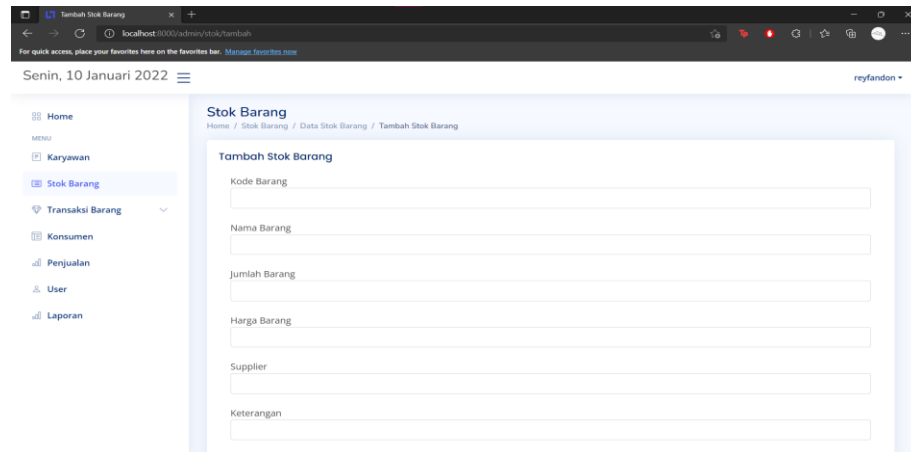 Tambah Stok Barang
localhost:8000/admin/stok/tambah
For quick access, place your favorites here on the favorites bar. Manage favorites now
Senin, 10 Januari 2022
reyfandon
Home
MENU
Karyawan
Stok Barang
Transaksi Barang
Konsumen
Penjualan
User
Laporan
Stok Barang
Home / Stok Barang / Data Stok Barang / Tambah Stok Barang
Tambah Stok Barang
Kode Barang
Nama Barang
Jumlah Barang
Harga Barang
Supplier
Keterangan